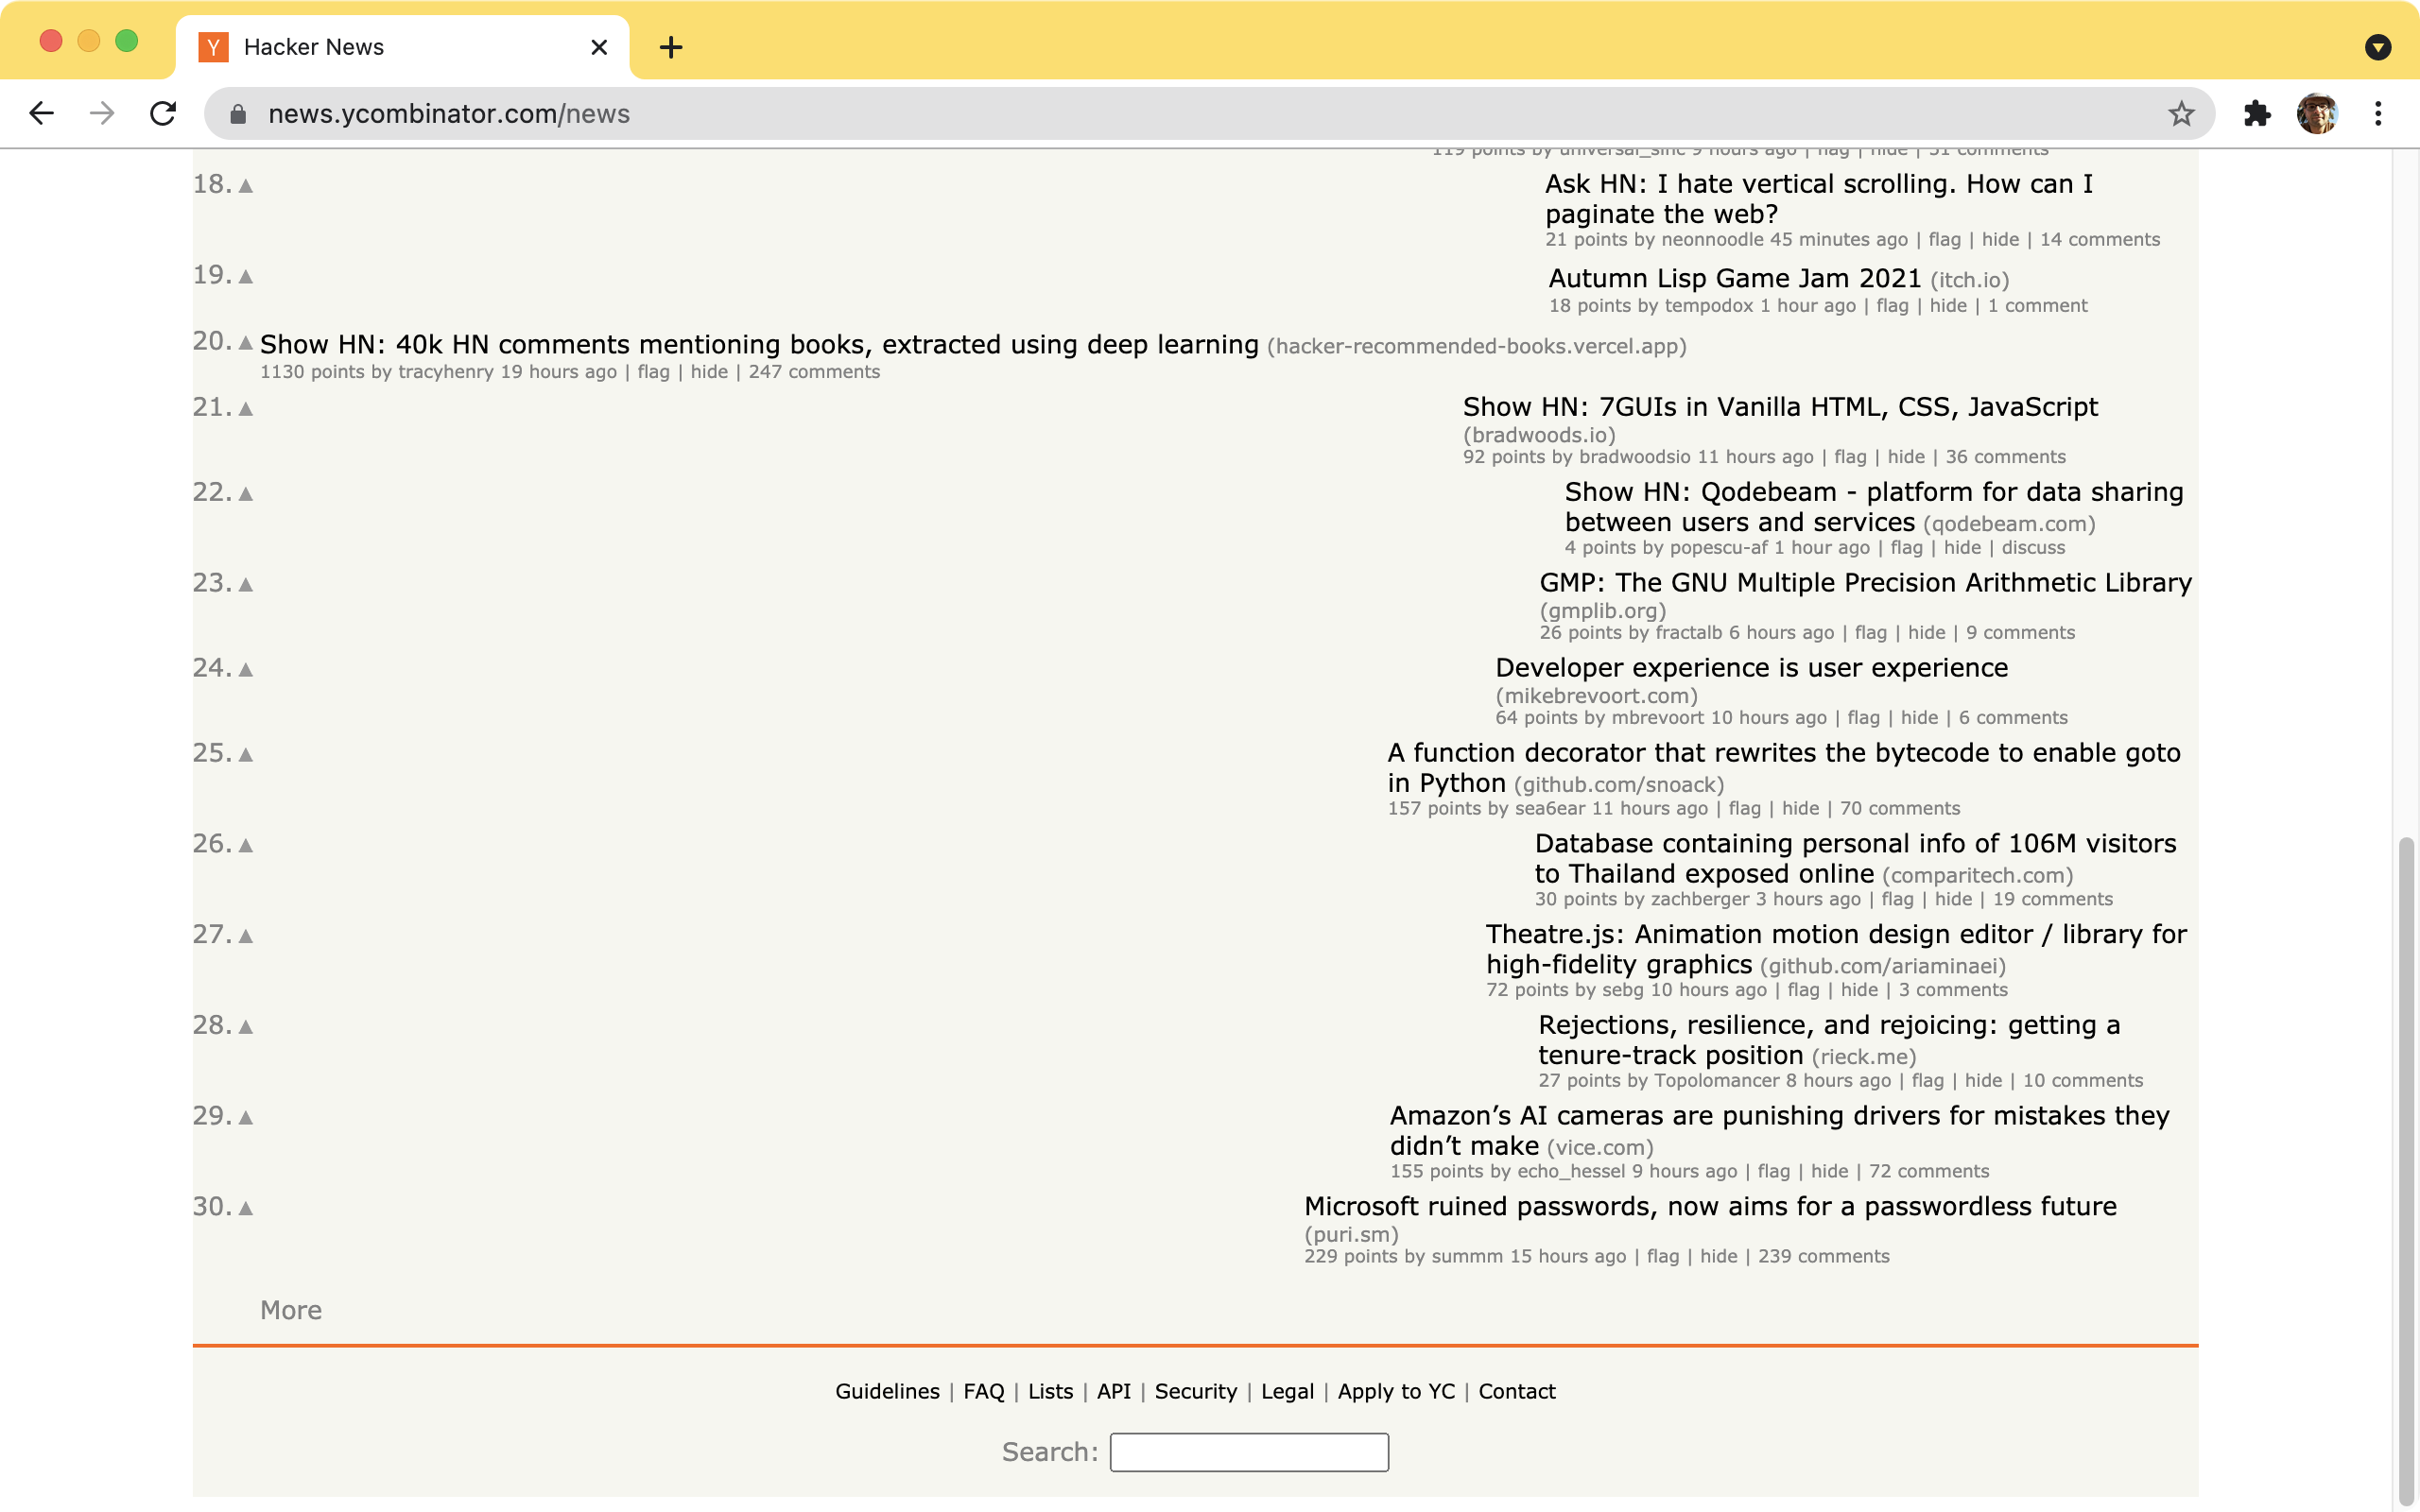 Y Hacker News
news.ycombinator.com/news
119 points by universal_sinc 9 hours ago | flag | hide | 51 comments
18. Ask HN: I hate vertical scrolling. How can I
paginate the web?
21 points by neonnoodle 45 minutes ago | flag | hide | 14 comments
19. Autumn Lisp Game Jam 2021 (itch.io)
18 points by tempodox 1 hour ago | flag | hide | 1 comment
20. Show HN: 40k HN comments mentioning books, extracted using deep learning (hacker-recommended-books.vercel.app)
1130 points by tracyhenry 19 hours ago | flag | hide | 247 comments
21. Show HN: 7GUIs in Vanilla HTML, CSS, JavaScript
(bradwoods.io)
92 points by bradwoodsio 11 hours ago | flag | hide | 36 comments
22. Show HN: Qodebeam - platform for data sharing
between users and services (qodebeam.com)
4 points by popescu-af 1 hour ago | flag | hide | discuss
23. GMP: The GNU Multiple Precision Arithmetic Library
(gmplib.org)
26 points by fractalb 6 hours ago | flag | hide | 9 comments
24. Developer experience is user experience
(mikebrevoort.com)
64 points by mbrevoort 10 hours ago | flag | hide | 6 comments
25. A function decorator that rewrites the bytecode to enable goto
in Python (github.com/snoack)
157 points by sea6ear 11 hours ago | flag | hide | 70 comments
26. Database containing personal info of 106M visitors
to Thailand exposed online (comparitech.com)
30 points by zachberger 3 hours ago | flag | hide | 19 comments
27. Theatre.js: Animation motion design editor / library for
high-fidelity graphics (github.com/ariaminaei)
72 points by sebg 10 hours ago | flag | hide | 3 comments
28. Rejections, resilience, and rejoicing: getting a
tenure-track position (rieck.me)
27 points by Topolomancer 8 hours ago | flag | hide | 10 comments
29. Amazon’s AI cameras are punishing drivers for mistakes they
didn’t make (vice.com)
155 points by echo_hessel 9 hours ago | flag | hide | 72 comments
30. Microsoft ruined passwords, now aims for a passwordless future
(puri.sm)
229 points by summm 15 hours ago | flag | hide | 239 comments
More
Guidelines | FAQ | Lists | API | Security | Legal | Apply to YC | Contact
Search: